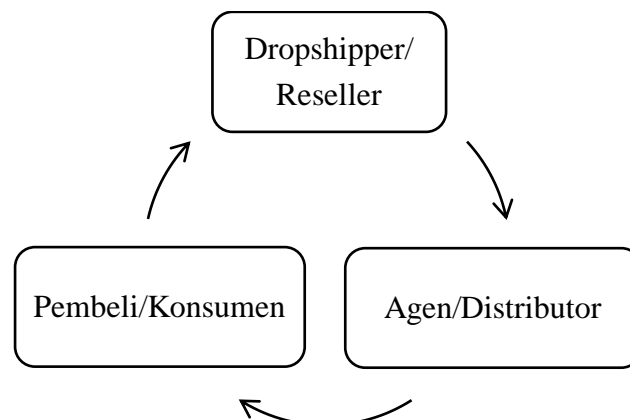 Dropshipper/
Reseller
Pembeli/Konsumen
Agen/Distributor